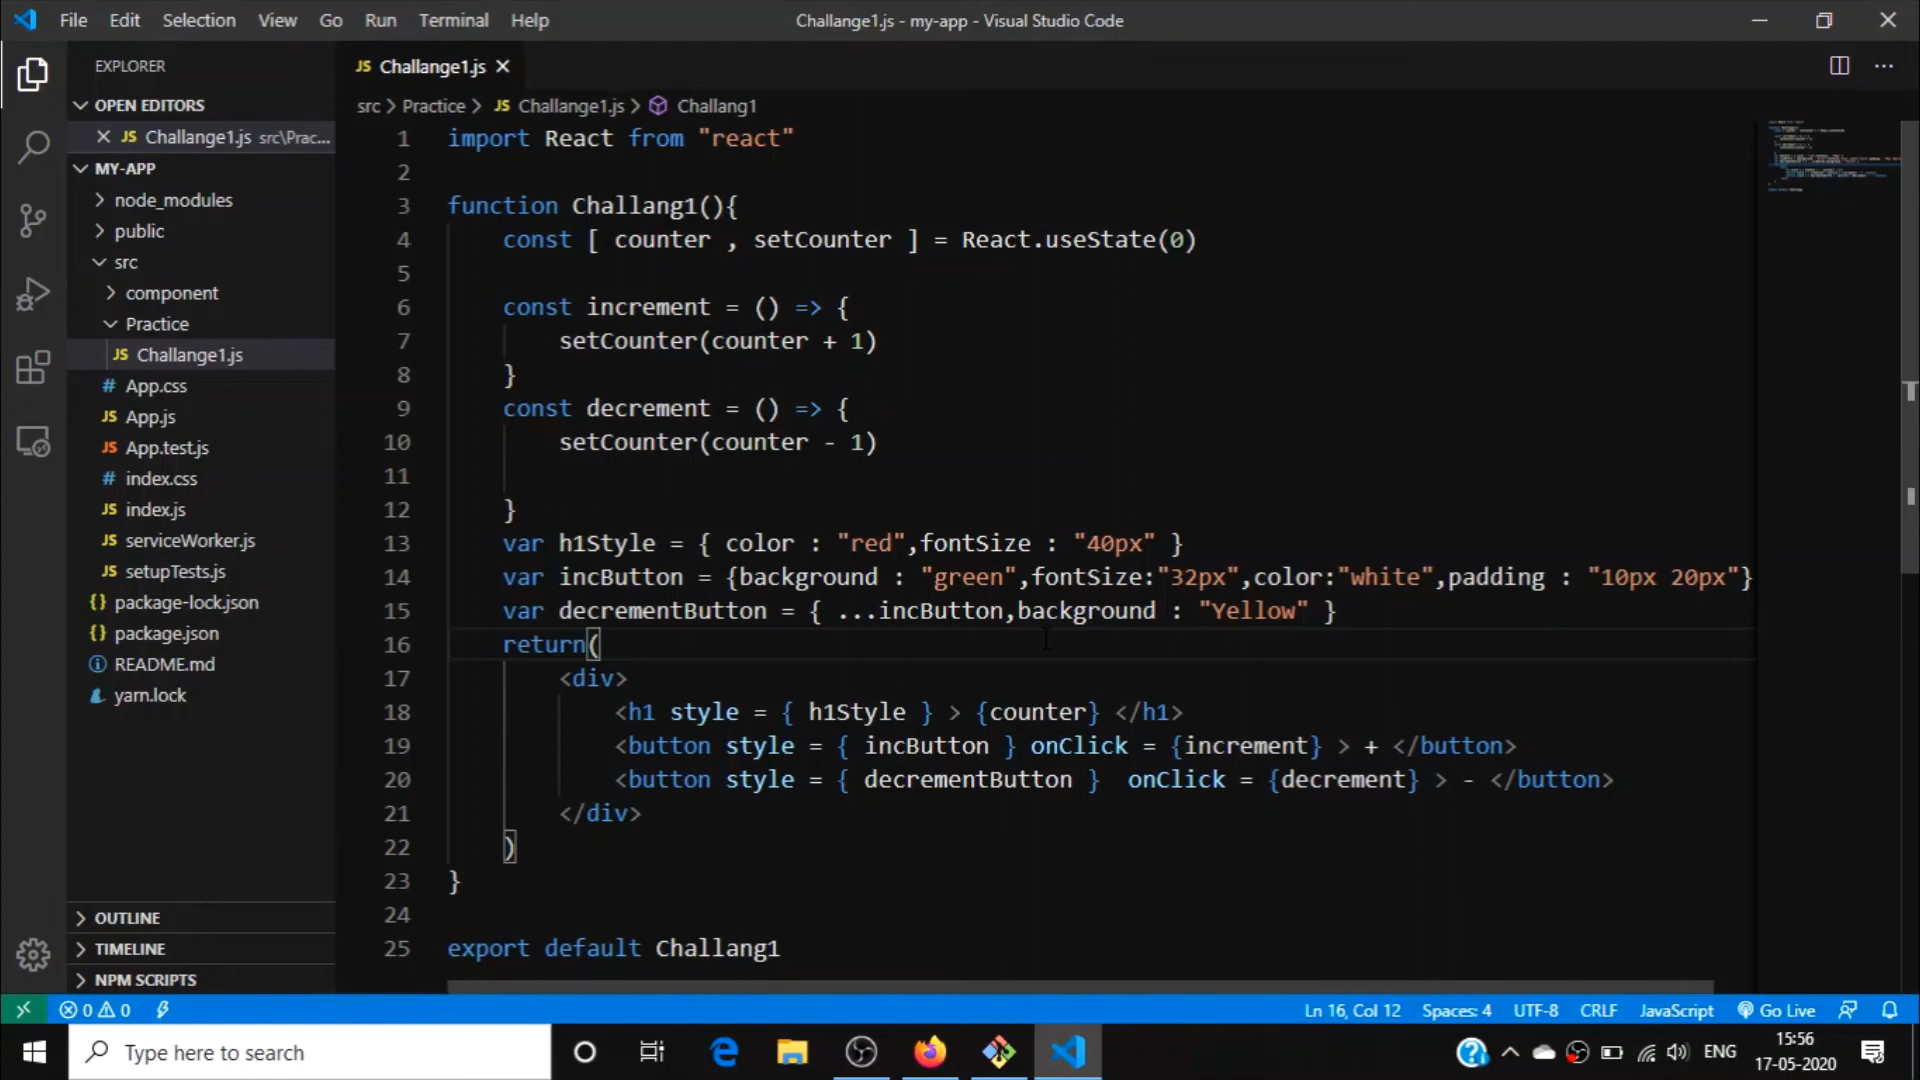 File Edit Selection View Go Run Terminal Help
Challange1.js - my-app - Visual Studio Code
EXPLORER
OPEN EDITORS
JS Challange1.js src\Prac...
MY-APP
node_modules
public
src
component
Practice
JS Challange1.js
# App.css
JS App.js
JS App.test.js
# index.css
JS index.js
JS serviceWorker.js
JS setupTests.js
{} package-lock.json
{} package.json
README.md
yarn.lock
OUTLINE
TIMELINE
NPM SCRIPTS
JS Challange1.js
src > Practice > JS Challange1.js > Challang1
1 import React from "react"
2
3 function Challang1(){
4 const [ counter , setCounter ] = React.useState(0)
5
6 const increment = () => {
7 setCounter(counter + 1)
8 }
9 const decrement = () => {
10 setCounter(counter - 1)
11
12 }
13 var h1Style = { color : "red",fontSize : "40px" }
14 var incButton = {background : "green",fontSize:"32px",color:"white",padding : "10px 20px"}
15 var decrementButton = { ...incButton,background : "Yellow" }
16 return(
17 <div>
18 <h1 style = { h1Style } > {counter} </h1>
19 <button style = { incButton } onClick = {increment} > + </button>
20 <button style = { decrementButton }  onClick = {decrement} > - </button>
21 </div>
22 )
23 }
24
25 export default Challang1
0 0
Ln 16, Col 12 Spaces: 4 UTF-8 CRLF JavaScript Go Live
Type here to search
ENG
15:56
17-05-2020